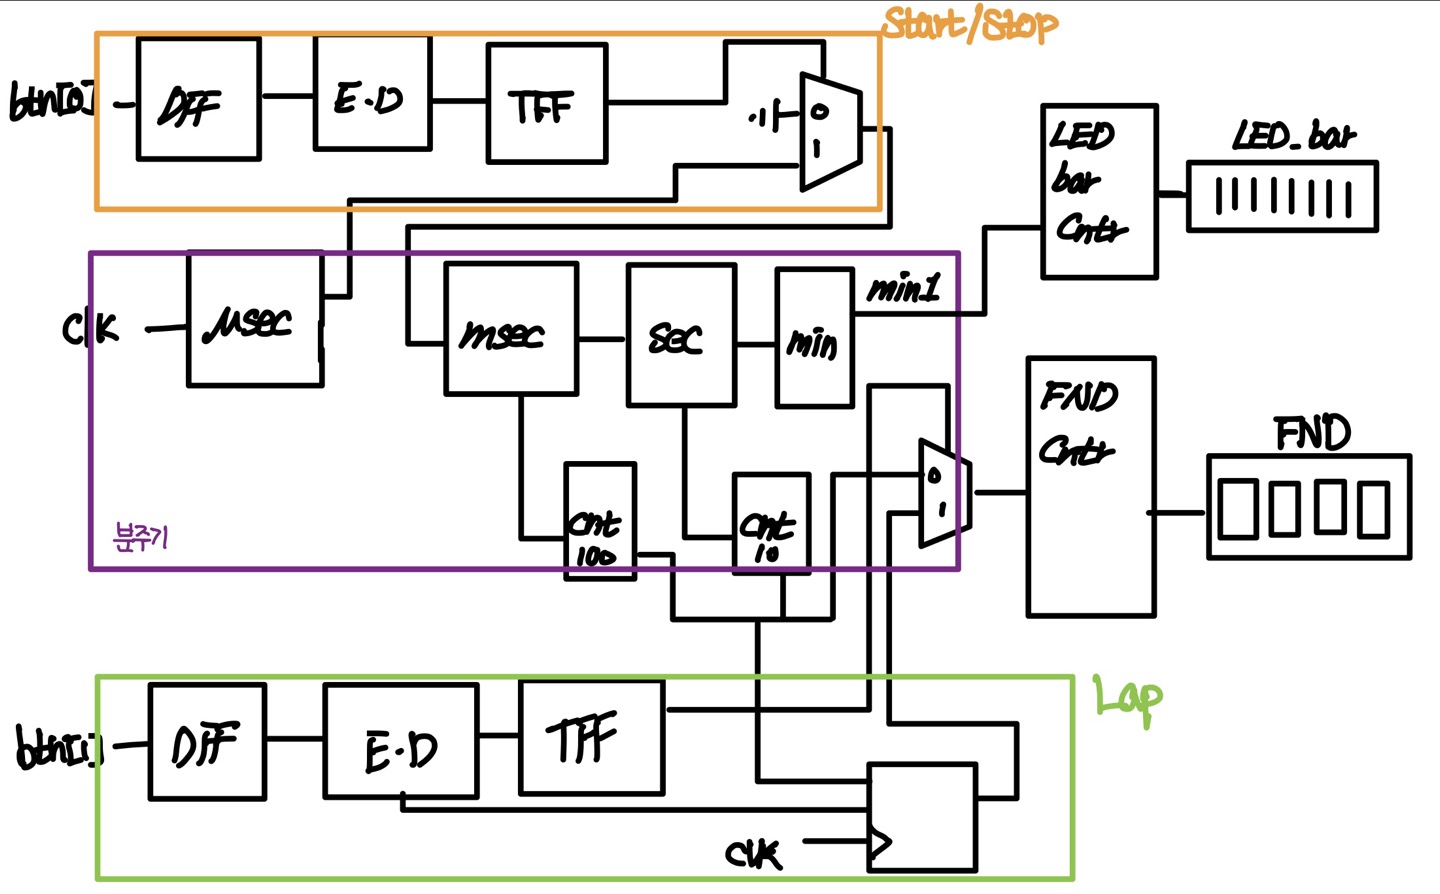 Start/Stop
btn[0]
DFF
E.D
TFF
0
1
LED
bar
Cntr
LED_bar
CLK
μsec
msec
sec
min
min1
0
1
FND
Cntr
FND
분주기
Cnt
100
Cnt
10
Lap
btn[1]
DFF
E.D
TFF
CLK